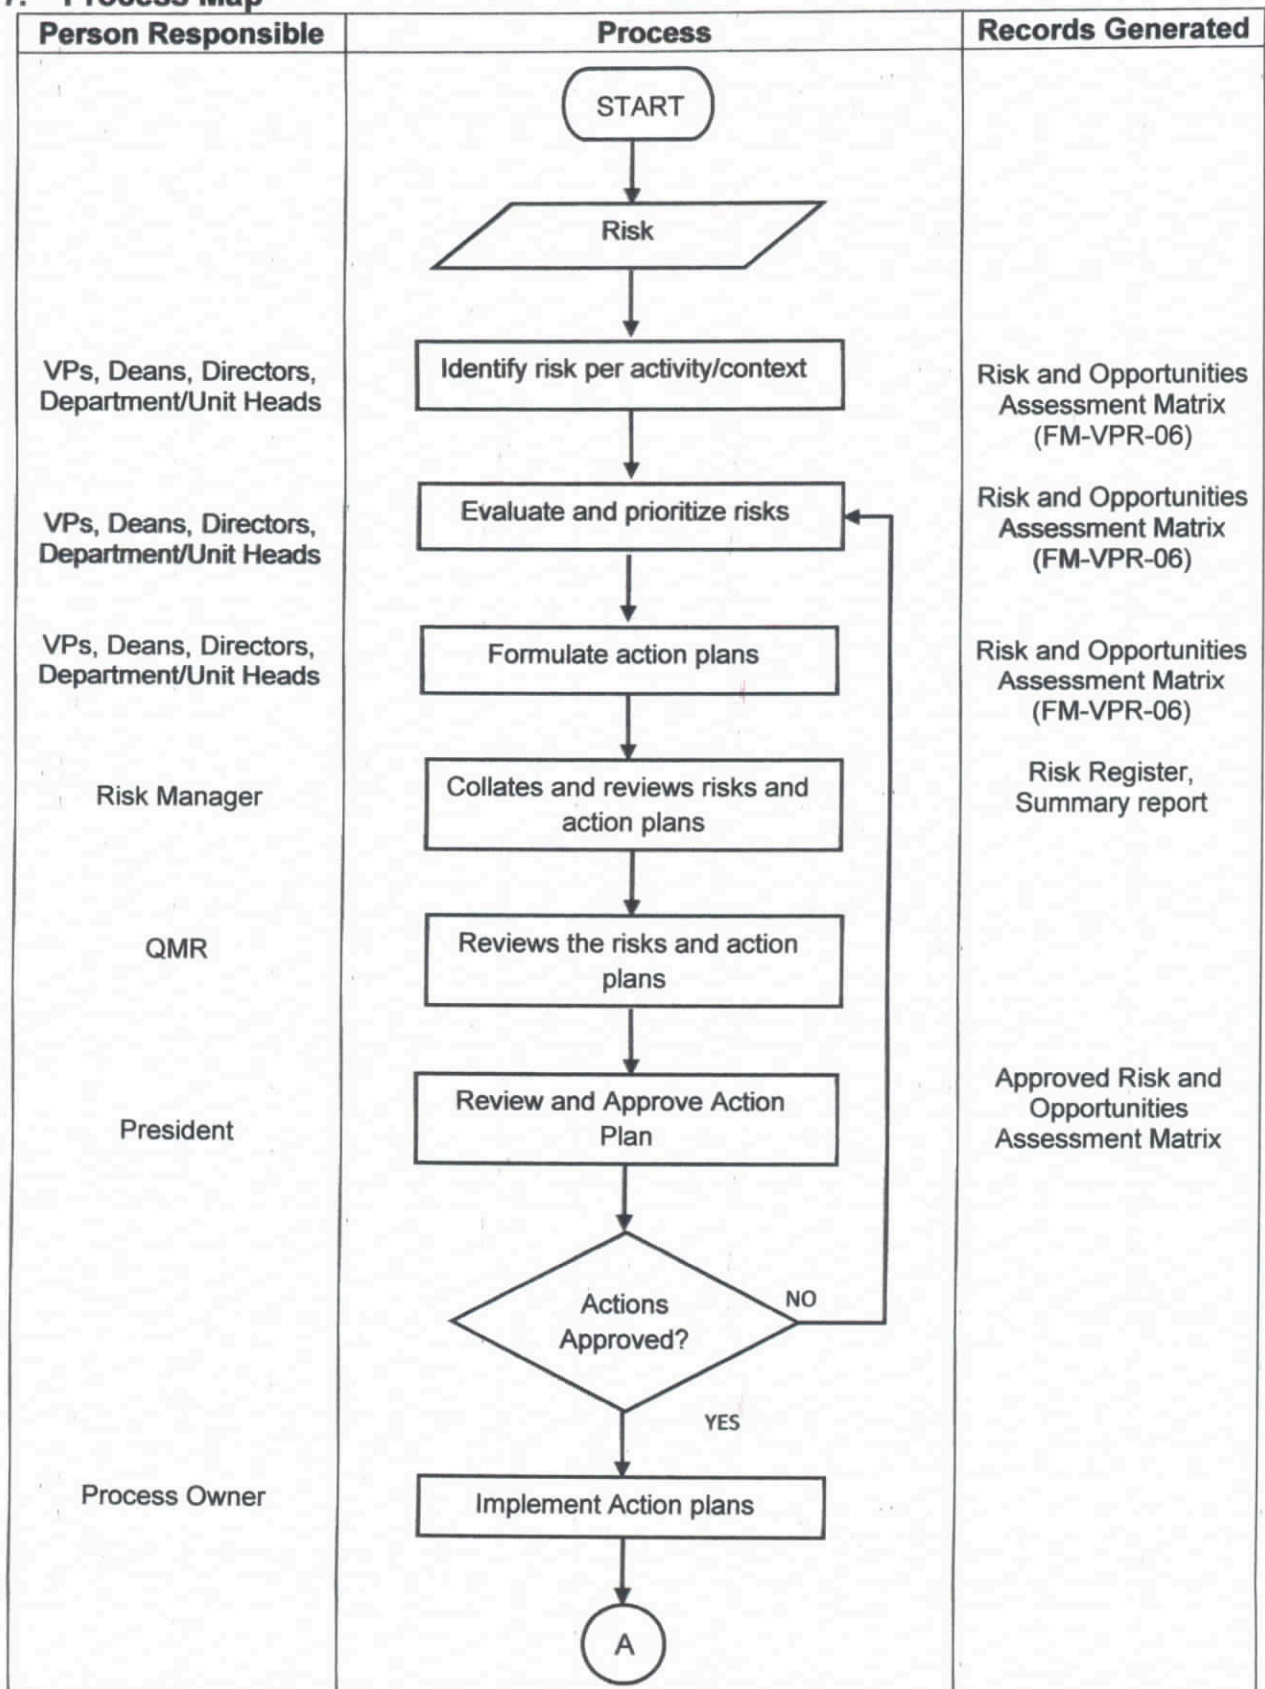 7. Process Map
Person Responsible
Process
Records Generated
START
Risk
VPs, Deans, Directors,
Department/Unit Heads
Identify risk per activity/context
Risk and Opportunities
Assessment Matrix
(FM-VPR-06)
VPs, Deans, Directors,
Department/Unit Heads
Evaluate and prioritize risks
Risk and Opportunities
Assessment Matrix
(FM-VPR-06)
VPs, Deans, Directors,
Department/Unit Heads
Formulate action plans
Risk and Opportunities
Assessment Matrix
(FM-VPR-06)
Risk Manager
Collates and reviews risks and
action plans
Risk Register,
Summary report
QMR
Reviews the risks and action
plans
President
Review and Approve Action
Plan
Approved Risk and
Opportunities
Assessment Matrix
Actions
Approved?
NO
YES
Process Owner
Implement Action plans
A